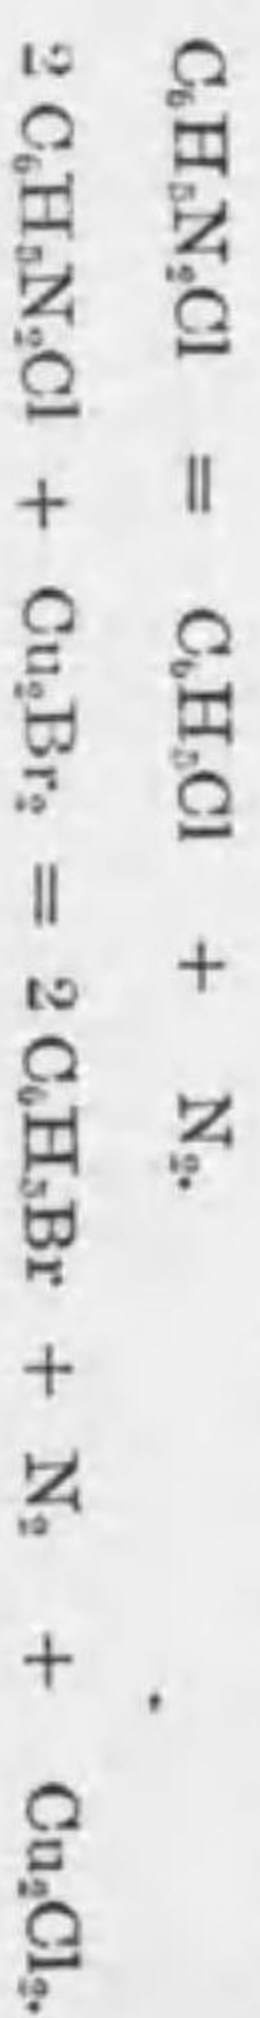 C₆H₅N₂Cl = C₆H₅Cl + N₂.
2 C₆H₅N₂Cl + Cu₂Br₂ = 2 C₆H₅Br + N₂ + Cu₂Cl₂.